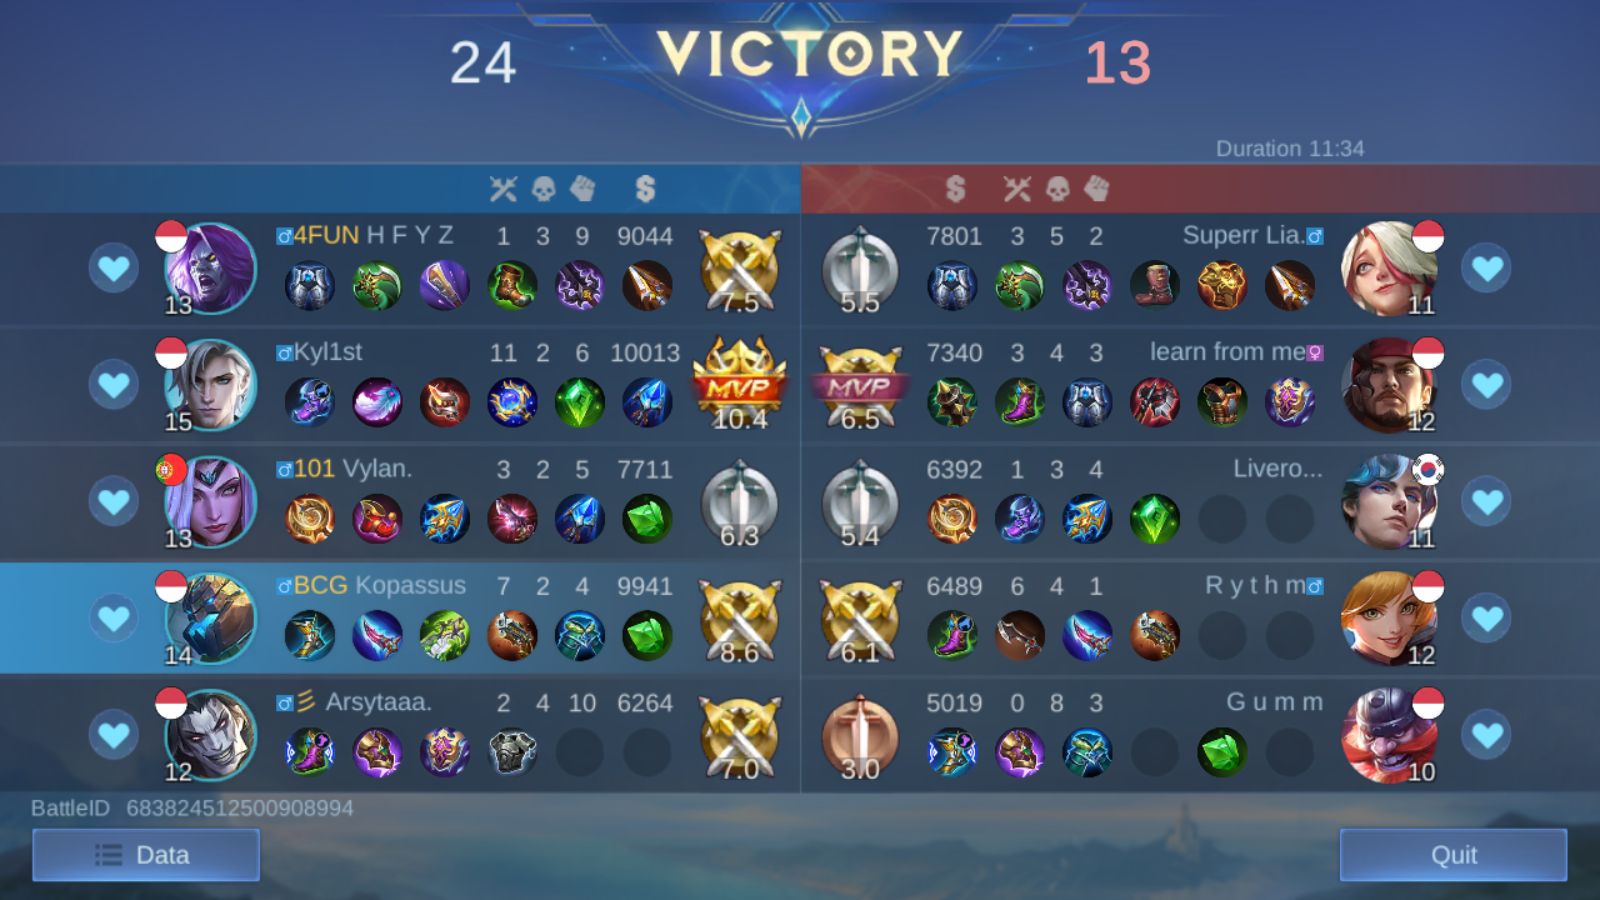 24 VICTORY 13
Duration 11:34
4FUN H F Y Z 1 3 9 9044 7.5 13
5.5 7801 3 5 2 Superr Lia. 11
Kyl1st 11 2 6 10013 MVP 10.4 15
MVP 6.5 7340 3 4 3 learn from me 12
101 Vylan. 3 2 5 7711 6.3 13
5.4 6392 1 3 4 Livero... 11
BCG Kopassus 7 2 4 9941 8.6 14
6.1 6489 6 4 1 R y t h m 12
彡 Arsytaaa. 2 4 10 6264 7.0 12
3.0 5019 0 8 3 G u m m 10
BattleID 683824512500908994
Data
Quit